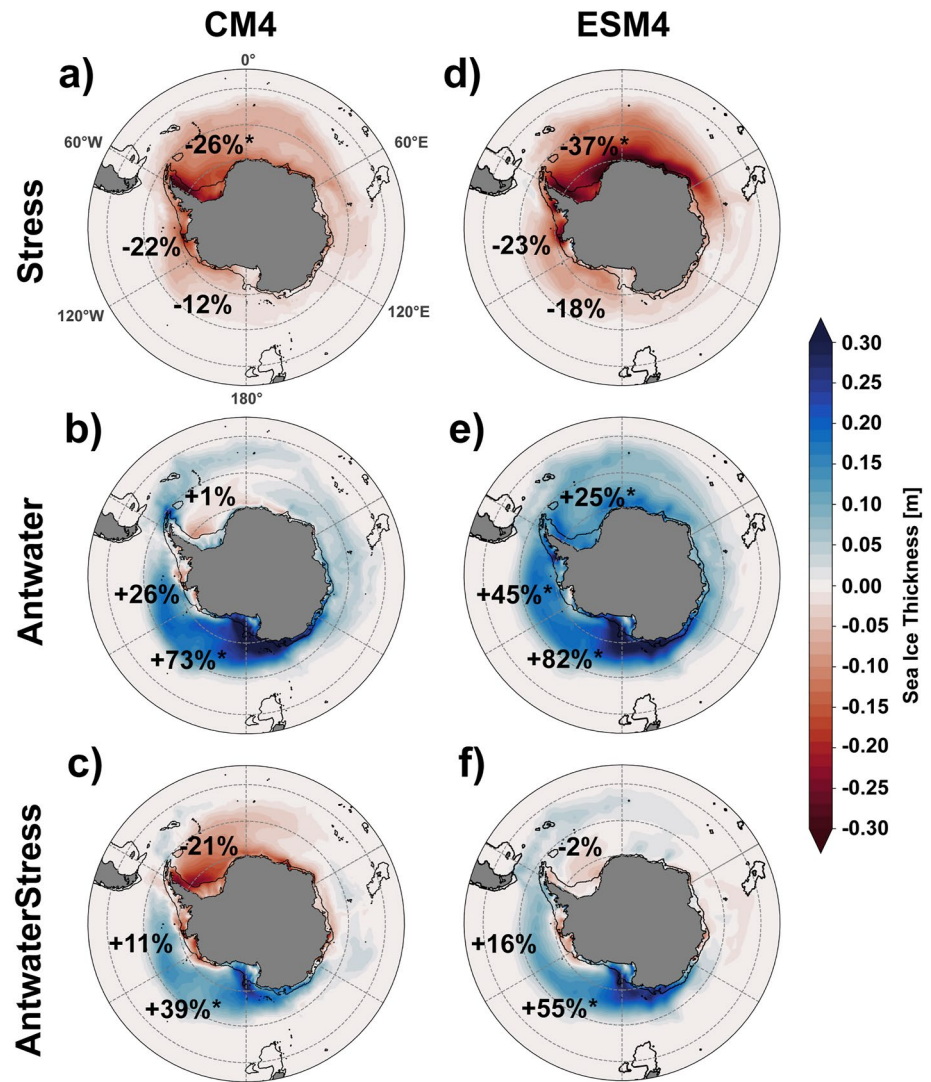 CM4
ESM4
Stress
a)
0°
60°W
60°E
120°W
120°E
180°
-26%*
-22%
-12%
d)
-37%*
-23%
-18%
Antwater
b)
+1%
+26%
+73%*
e)
+25%*
+45%*
+82%*
AntwaterStress
c)
-21%
+11%
+39%*
f)
-2%
+16%
+55%*
0.30
0.25
0.20
0.15
0.10
0.05
0.00
-0.05
-0.10
-0.15
-0.20
-0.25
-0.30
Sea Ice Thickness [m]